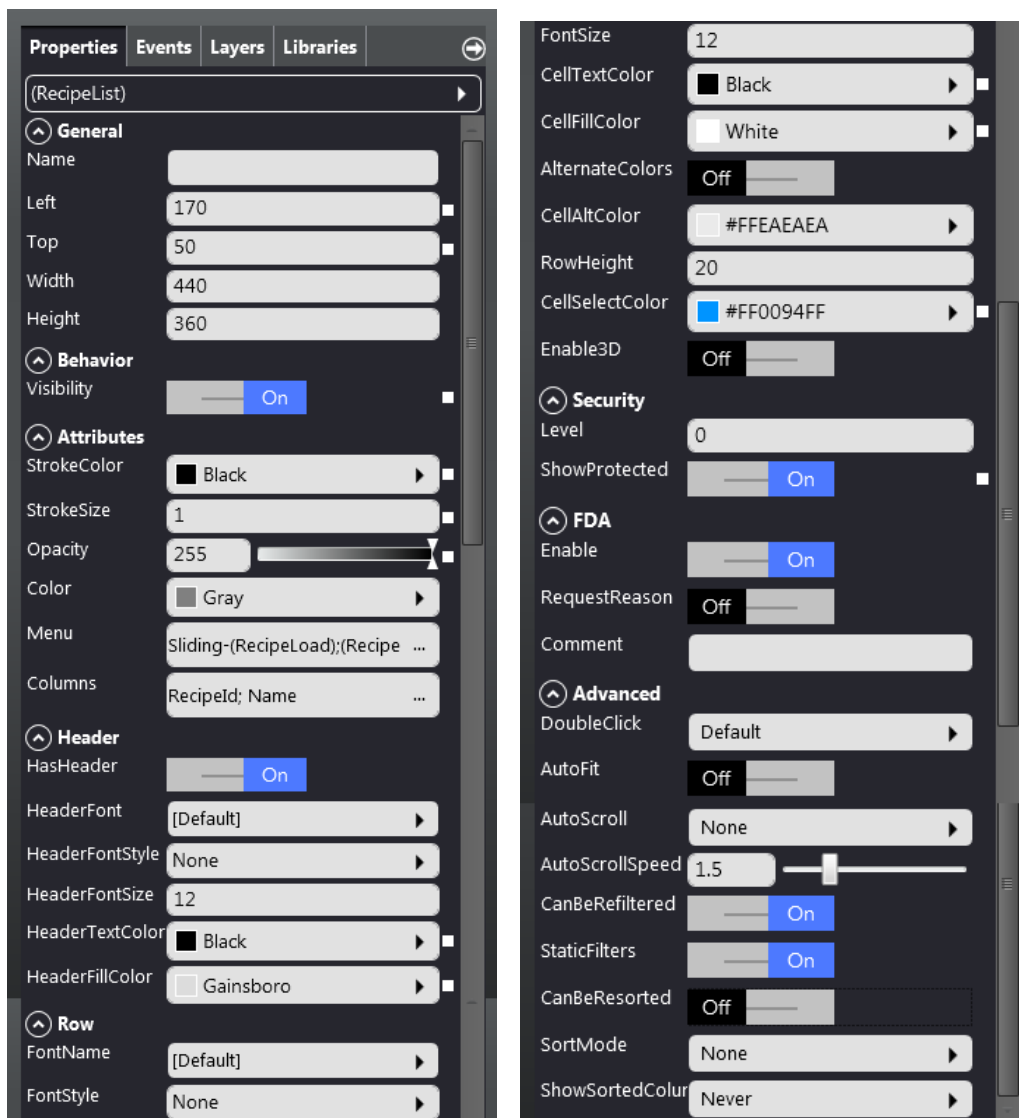 Properties Events Layers Libraries
(RecipeList)
General
Name
Left 170
Top 50
Width 440
Height 360
Behavior
Visibility On
Attributes
StrokeColor Black
StrokeSize 1
Opacity 255
Color Gray
Menu Sliding-(RecipeLoad);(Recipe ...
Columns RecipeId; Name ...
Header
HasHeader On
HeaderFont [Default]
HeaderFontStyle None
HeaderFontSize 12
HeaderTextColor Black
HeaderFillColor Gainsboro
Row
FontName [Default]
FontStyle None
FontSize 12
CellTextColor Black
CellFillColor White
AlternateColors Off
CellAltColor #FFEAEAEA
RowHeight 20
CellSelectColor #FF0094FF
Enable3D Off
Security
Level 0
ShowProtected On
FDA
Enable On
RequestReason Off
Comment
Advanced
DoubleClick Default
AutoFit Off
AutoScroll None
AutoScrollSpeed 1.5
CanBeRefiltered On
StaticFilters On
CanBeResorted Off
SortMode None
ShowSortedColur Never